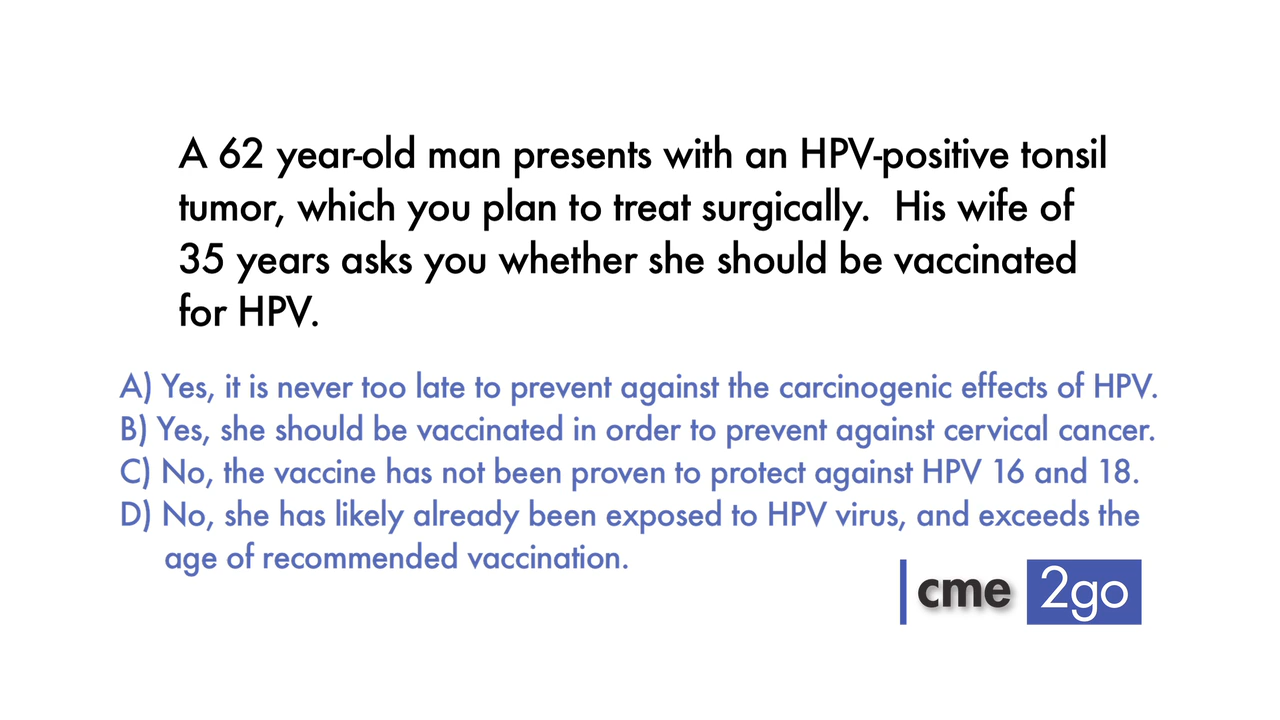 A 62 year-old man presents with an HPV-positive tonsil
tumor, which you plan to treat surgically.  His wife of
35 years asks you whether she should be vaccinated
for HPV.
A) Yes, it is never too late to prevent against the carcinogenic effects of HPV.
B) Yes, she should be vaccinated in order to prevent against cervical cancer.
C) No, the vaccine has not been proven to protect against HPV 16 and 18.
D) No, she has likely already been exposed to HPV virus, and exceeds the
age of recommended vaccination.
cme 2go